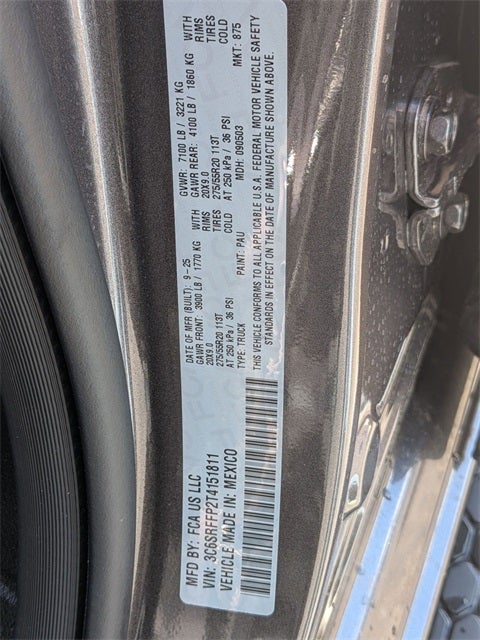 MFD BY: FCA US LLC
VIN: 3C6SRFFP2T4151811
VEHICLE MADE IN: MEXICO
DATE OF MFR (BUILT): 9-25
GVWR: 7100 LB / 3221 KG
GAWR FRONT: 3900 LB / 1770 KG WITH
20X9.0 RIMS
275/55R20 113T TIRES
AT 250 kPa / 36 PSI COLD
GAWR REAR: 4100 LB / 1860 KG WITH
20X9.0 RIMS
275/55R20 113T TIRES
AT 250 kPa / 36 PSI COLD
TYPE: TRUCK PAINT: PAU MDH: 090503 MKT: 875
THIS VEHICLE CONFORMS TO ALL APPLICABLE U.S.A. FEDERAL MOTOR VEHICLE SAFETY
STANDARDS IN EFFECT ON THE DATE OF MANUFACTURE SHOWN ABOVE.